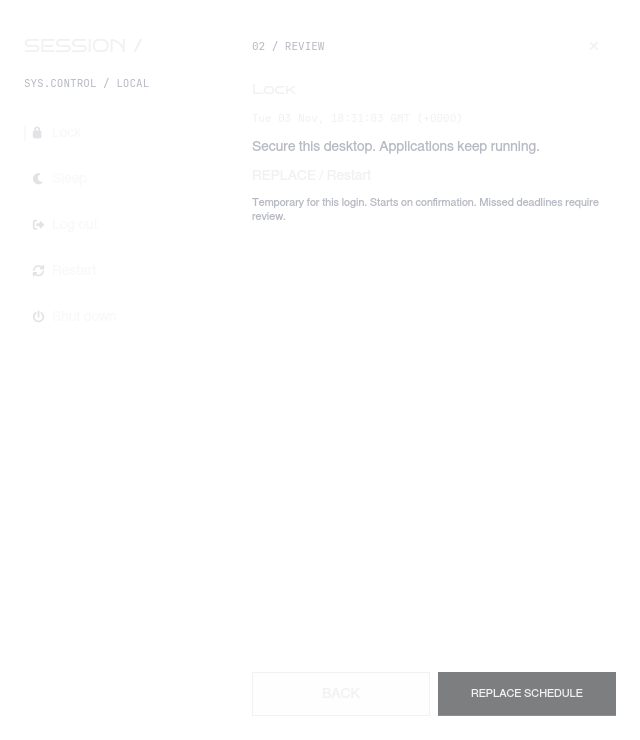 SESSION /
SYS.CONTROL / LOCAL
Lock
Sleep
Log out
Restart
Shut down
02 / REVIEW
×
Lock
Tue 03 Nov, 18:31:03 GMT (+0000)
Secure this desktop. Applications keep running.
REPLACE / Restart
Temporary for this login. Starts on confirmation. Missed deadlines require
review.
BACK
REPLACE SCHEDULE